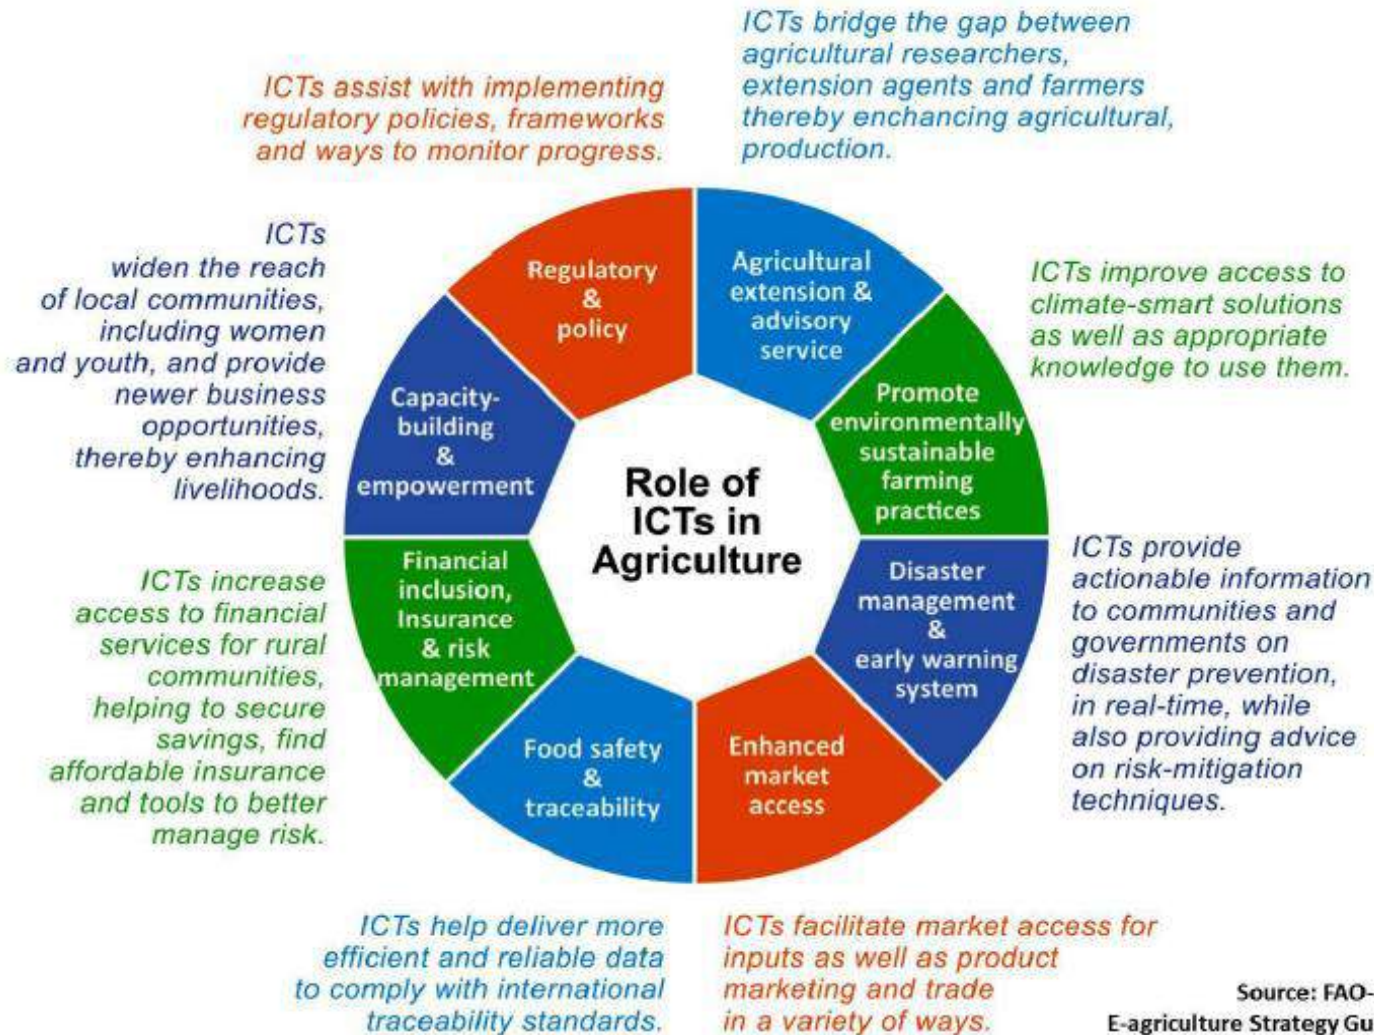 ICTs bridge the gap between
agricultural researchers,
extension agents and farmers
thereby enchancing agricultural,
production.
ICTs assist with implementing
regulatory policies, frameworks
and ways to monitor progress.
ICTs
widen the reach
of local communities,
including women
and youth, and provide
newer business
opportunities,
thereby enhancing
livelihoods.
Regulatory
&
policy
Agricultural
extension &
advisory
service
ICTs improve access to
climate-smart solutions
as well as appropriate
knowledge to use them.
Capacity-
building
&
empowerment
Promote
environmentally
sustainable
farming
practices
Role of
ICTs in
Agriculture
Financial
inclusion,
Insurance
& risk
management
Disaster
management
&
early warning
system
ICTs provide
actionable information
to communities and
governments on
disaster prevention,
in real-time, while
also providing advice
on risk-mitigation
techniques.
ICTs increase
access to financial
services for rural
communities,
helping to secure
savings, find
affordable insurance
and tools to better
manage risk.
Food safety
&
traceability
Enhanced
market
access
ICTs help deliver more
efficient and reliable data
to comply with international
traceability standards.
ICTs facilitate market access for
inputs as well as product
marketing and trade
in a variety of ways.
Source: FAO-
E-agriculture Strategy Gu